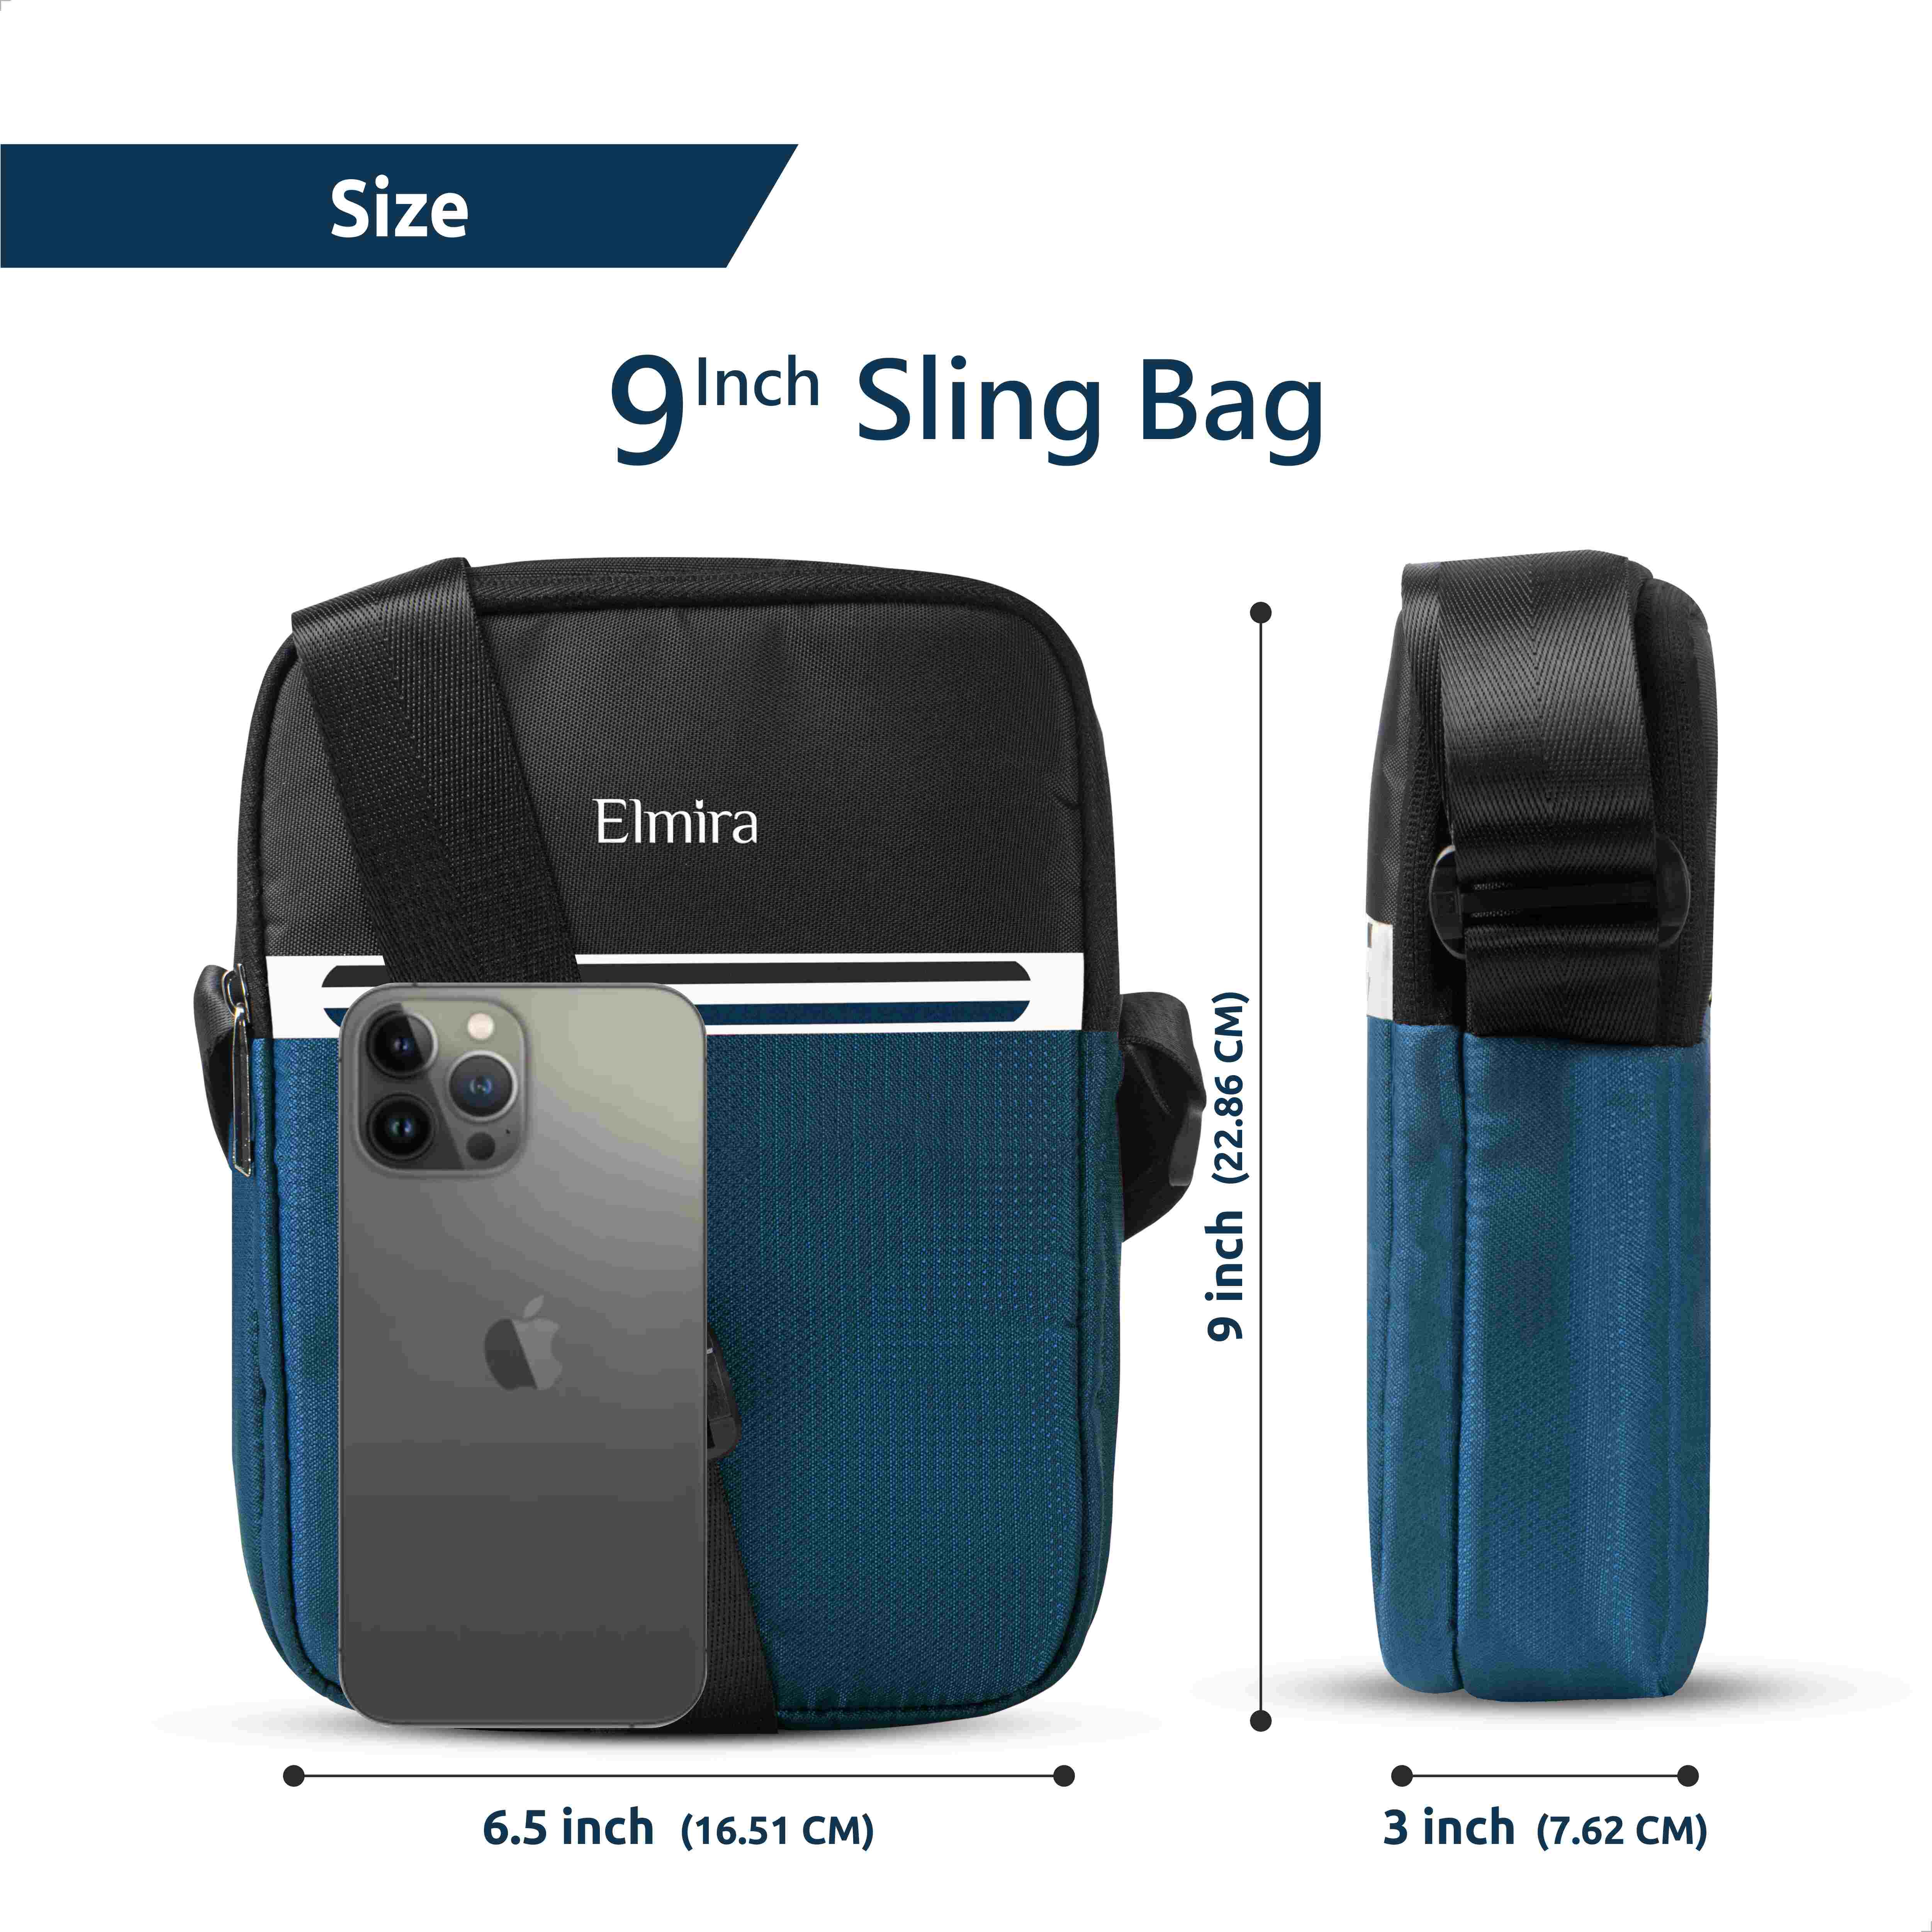 Size
9 Inch Sling Bag
Elmira
9 inch (22.86 CM)
6.5 inch (16.51 CM)
3 inch (7.62 CM)